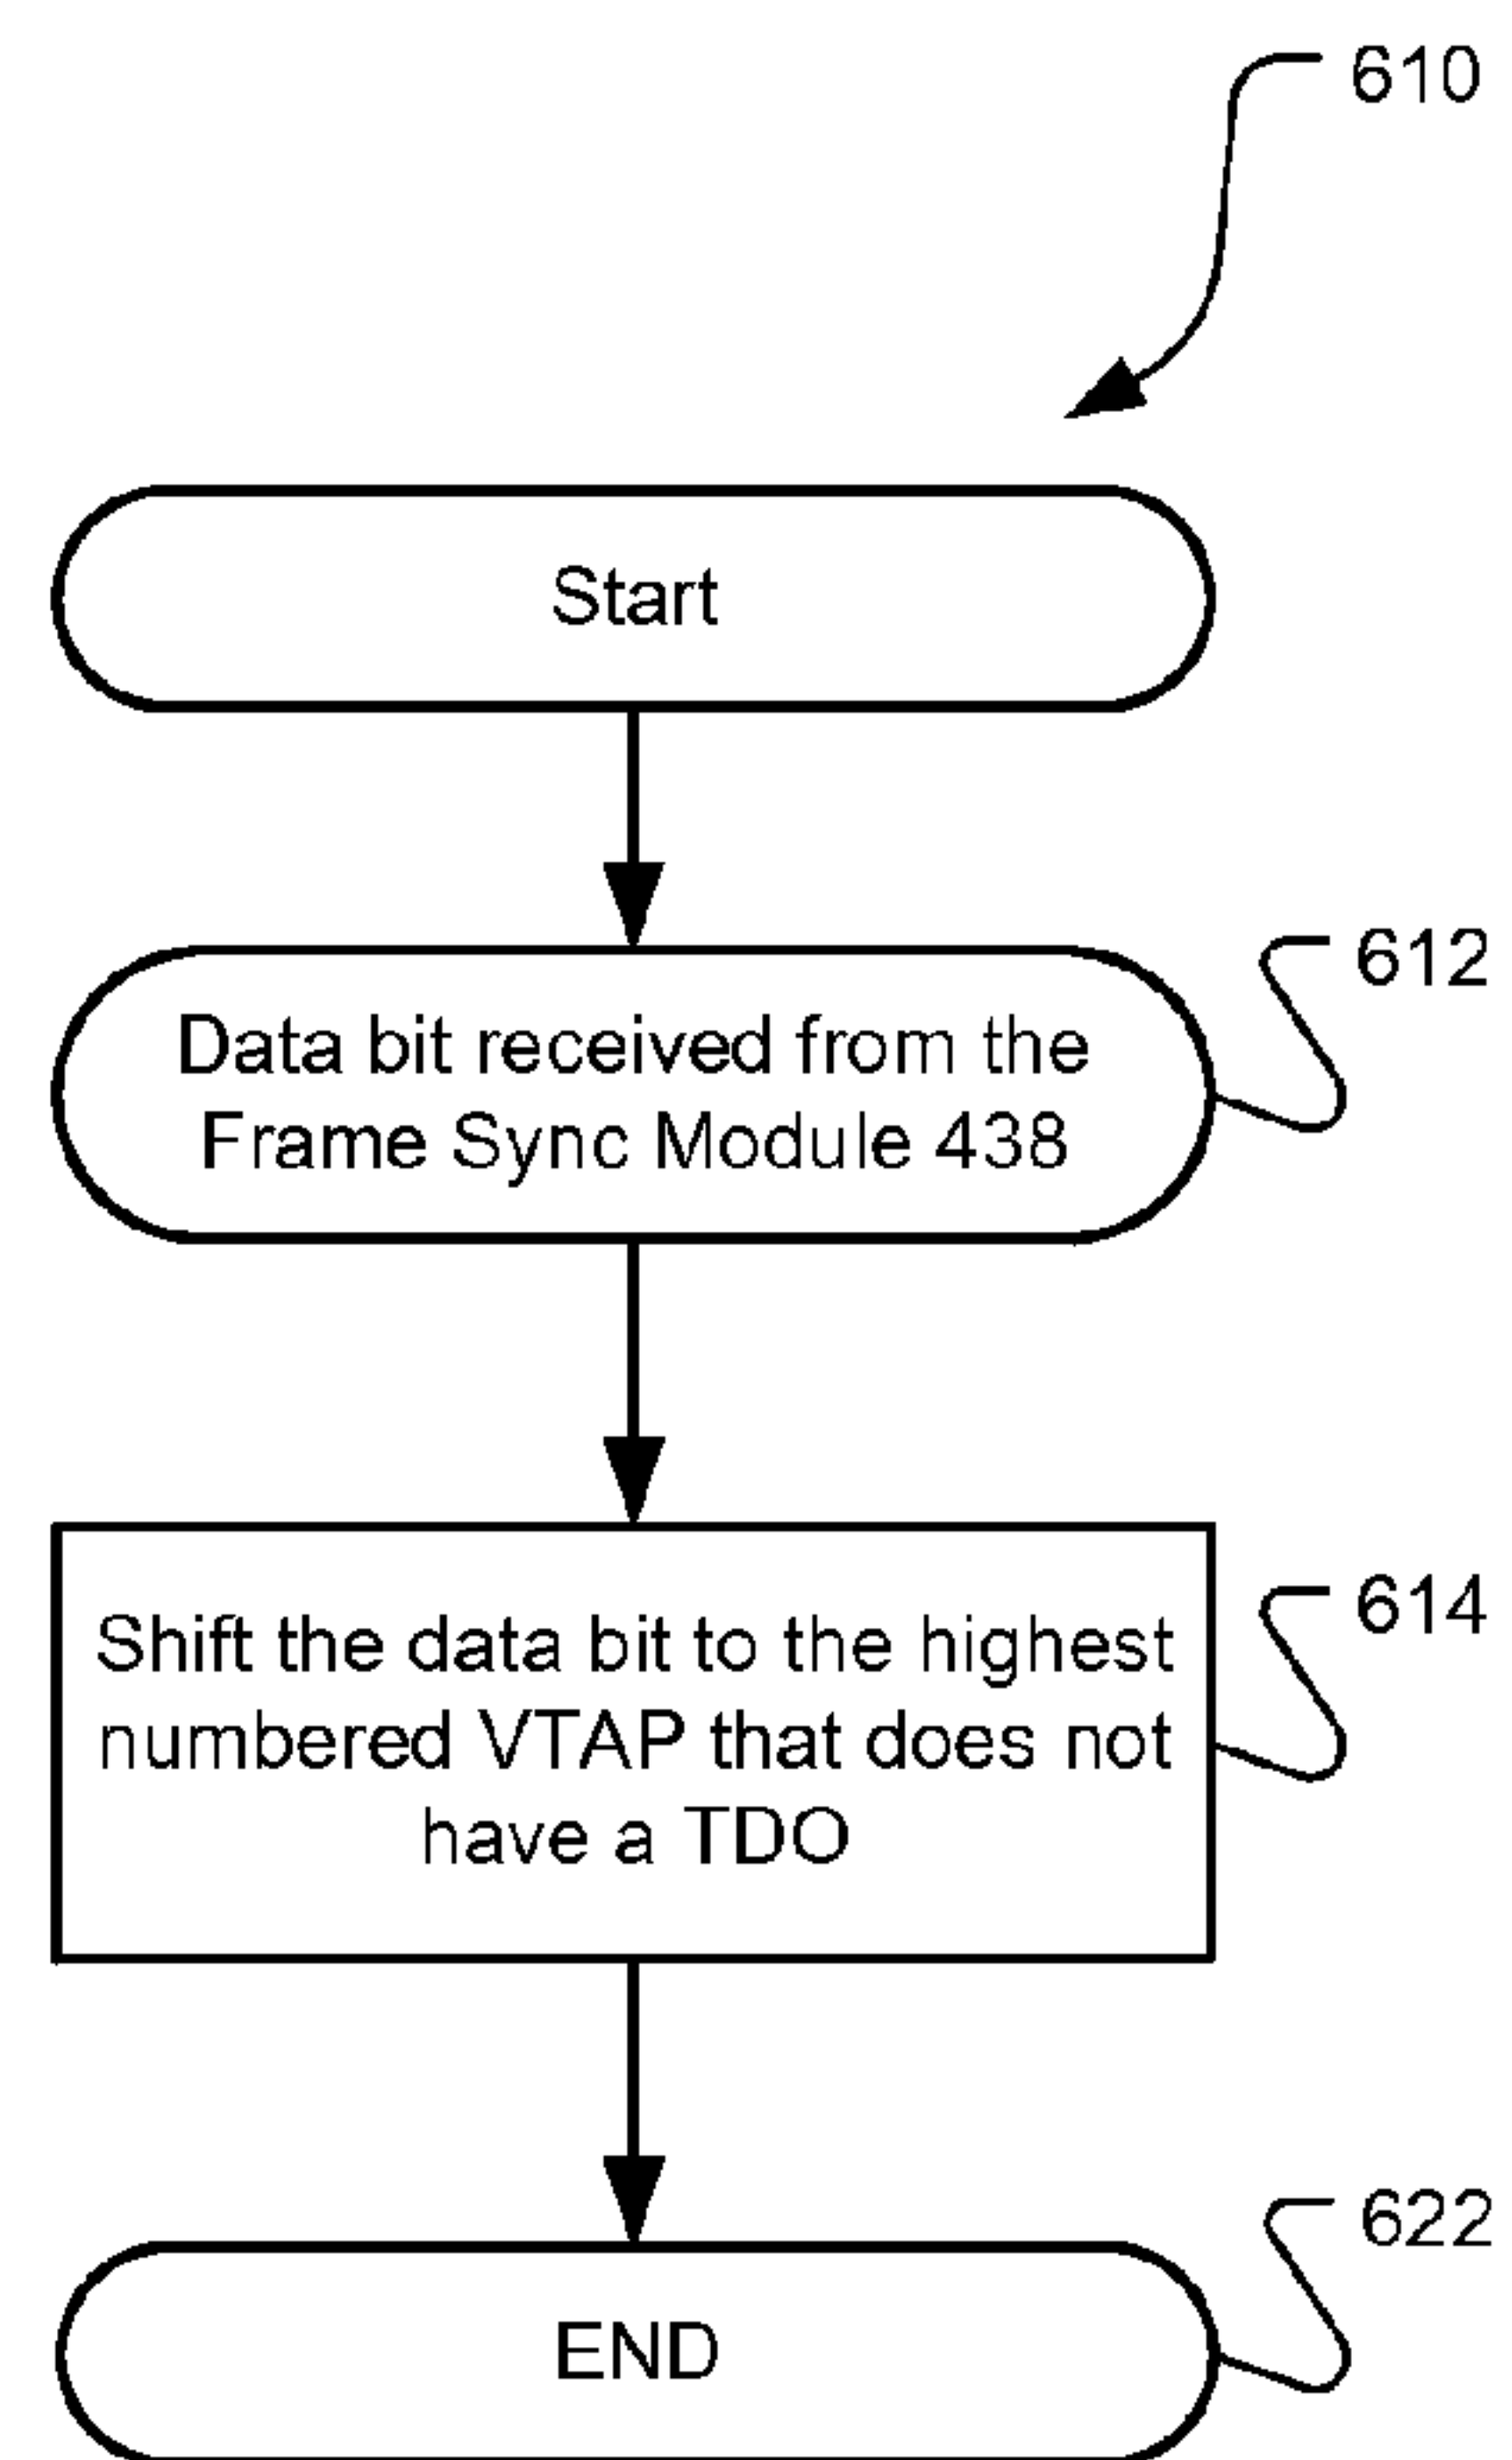 610
Start
Data bit received from the
Frame Sync Module 438
612
Shift the data bit to the highest
numbered VTAP that does not
have a TDO
614
END
622